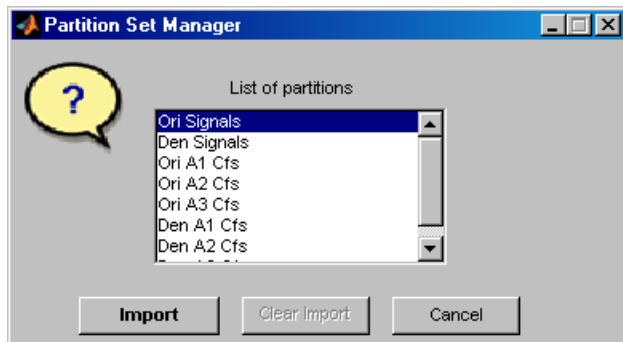 Partition Set Manager
?
List of partitions
Ori Signals
Den Signals
Ori A1 Cfs
Ori A2 Cfs
Ori A3 Cfs
Den A1 Cfs
Den A2 Cfs
Import Clear Import Cancel